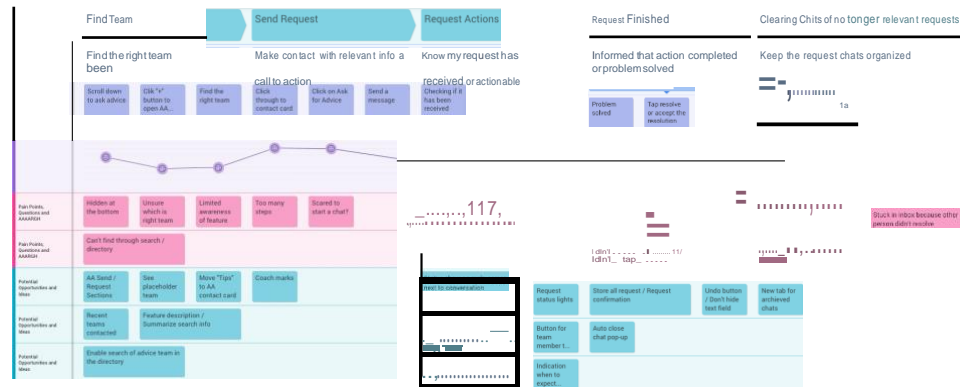 Find Team
Send Request
Request Actions
Request Finished
Clearing Chits of no tonger relevant requests
Find the right team
been
Make contact with relevant info a
call to action
Know my request has
received or actionable
Informed that action completed
or problem solved
Keep the request chats organized
Scroll down
to ask advice
Clik "+"
button to
open AA...
Find the
right team
Click
through to
contact card
Click on Ask
for Advice
Send a
message
Checking if it
has been
received
Problem
solved
Tap resolve
or accept the
resolution
1a
Pain Points,
Questions and
AAAARGH
Hidden at
the bottom
Unsure
which is
right team
Limited
awareness
of feature
Too many
steps
Scared to
start a chat?
117,
Stuck in inbox because other
person didn't resolve
Pain Points,
Questions and
AAARGH
Can't find through search /
directory
11/
tap
Potential
Opportunities and
Ideas
AA Send /
Request
Sections
See
placeholder
team
Move "Tips"
to AA
contact card
Coach marks
next to conversation
Request
status lights
Store all request / Request
confirmation
Undo button
/ Don't hide
text field
New tab for
archieved
chats
Potential
Opportunities and
Ideas
Recent
teams
contacted
Feature description /
Summarize search info
Button for
team
member t...
Auto close
chat pop-up
Potential
Opportunities and
Ideas
Enable search of advice team in
the directory
Indication
when to
expect...